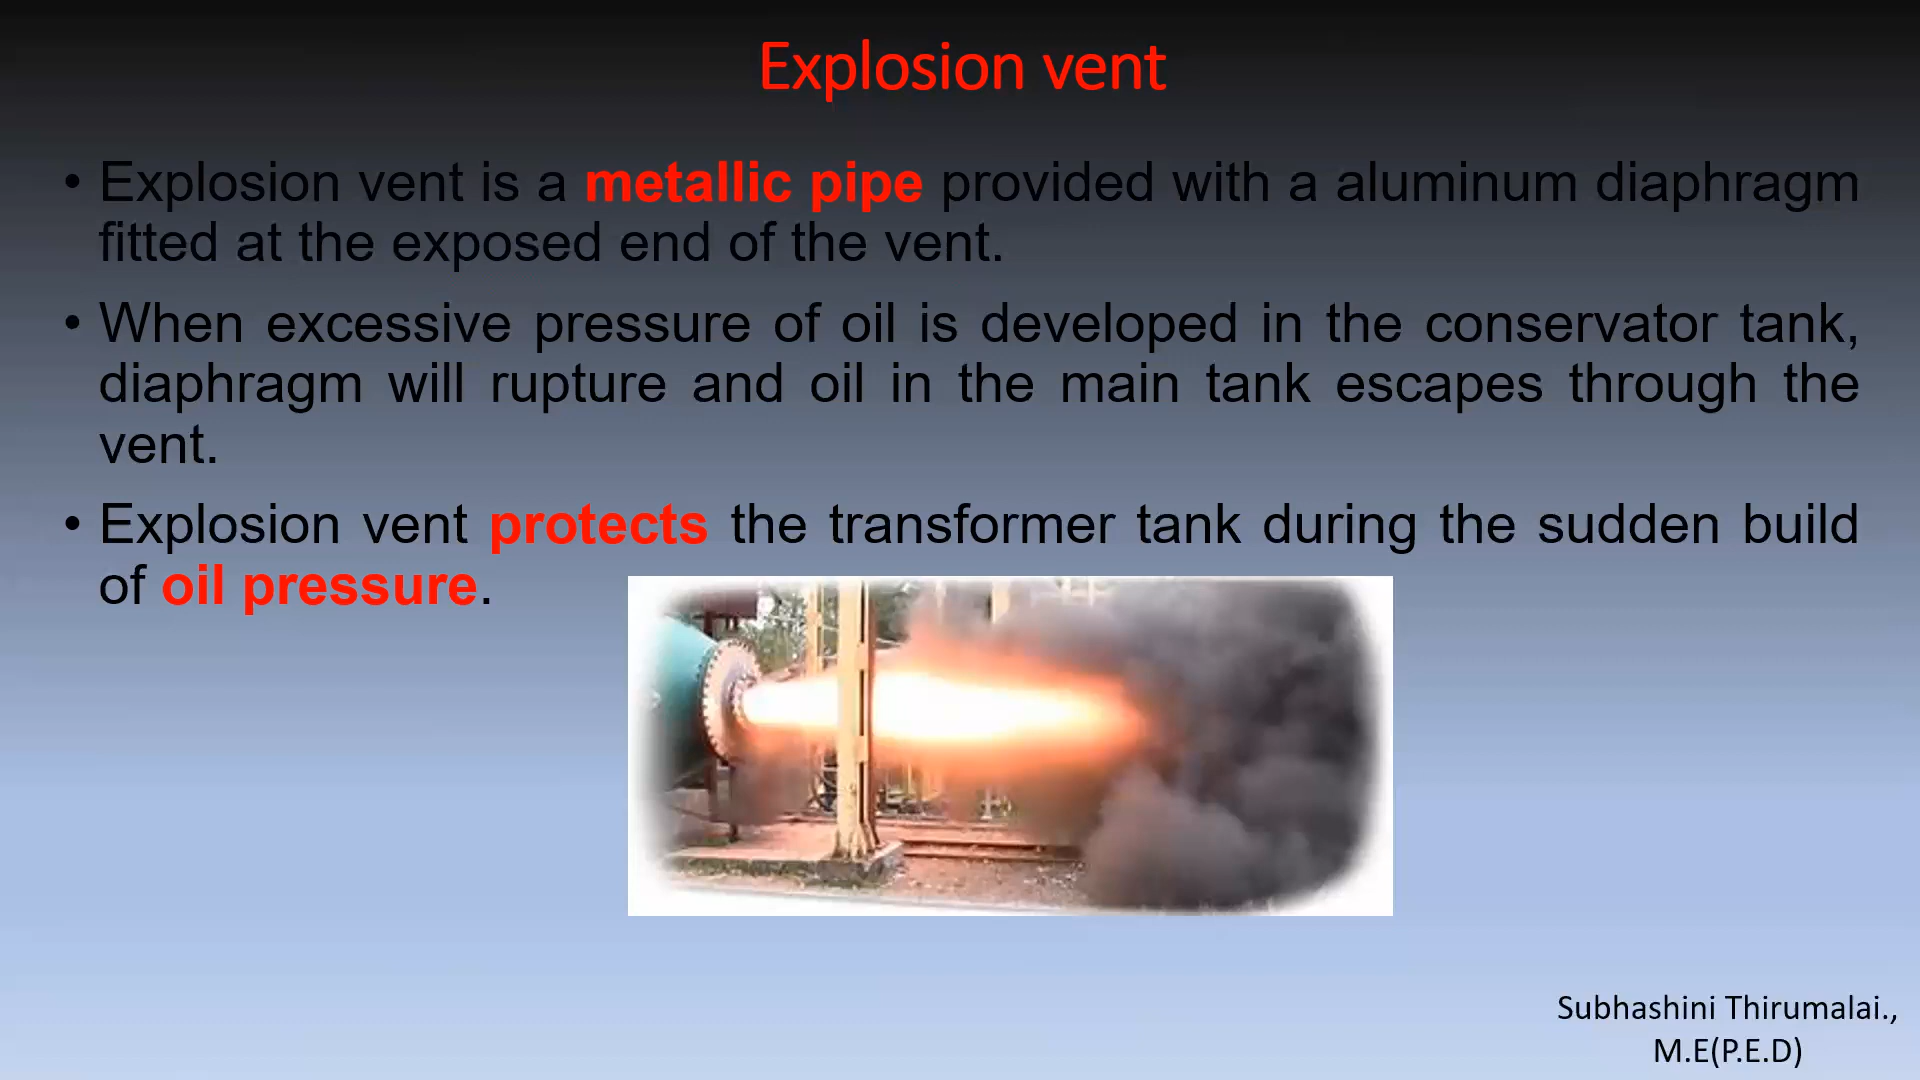 Explosion vent
• Explosion vent is a metallic pipe provided with a aluminum diaphragm
fitted at the exposed end of the vent.
• When excessive pressure of oil is developed in the conservator tank,
diaphragm will rupture and oil in the main tank escapes through the
vent.
• Explosion vent protects the transformer tank during the sudden build
of oil pressure.
Subhashini Thirumalai.,
M.E(P.E.D)